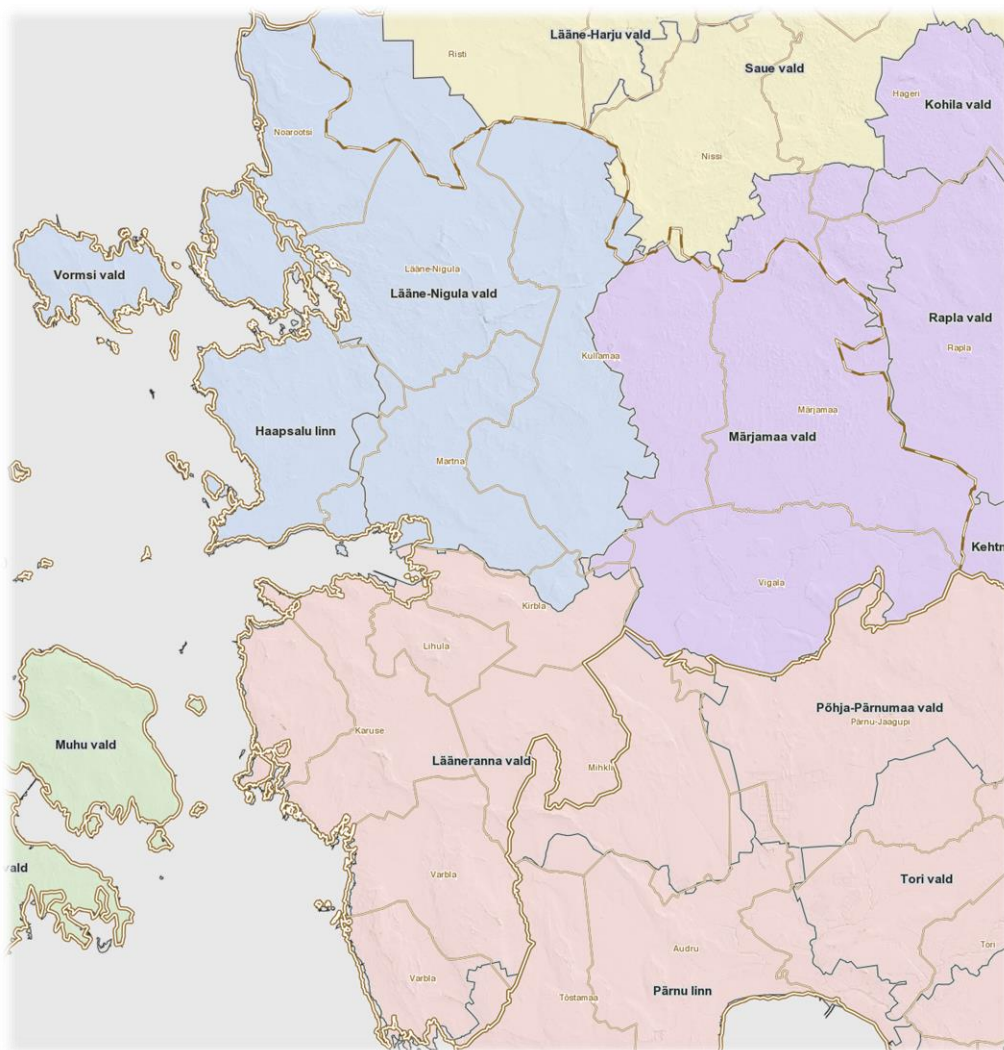 Lääne-Harju vald
Risti
Saue vald
Hageri
Kohila vald
Noarootsi
Nissi
Vormsi vald
Lääne-Nigula
Lääne-Nigula vald
Rapla vald
Rapla
Kullamaa
Märjamaa
Märjamaa vald
Haapsalu linn
Martna
Kehtn
Vigala
Kirbla
Lihula
Põhja-Pärnumaa vald
Pärnu-Jaagupi
Karuse
Muhu vald
Lääneranna vald
Mihkli
vald
Varbla
Tori vald
Audru
Tori
Varbla
Pärnu linn
Tõstamaa